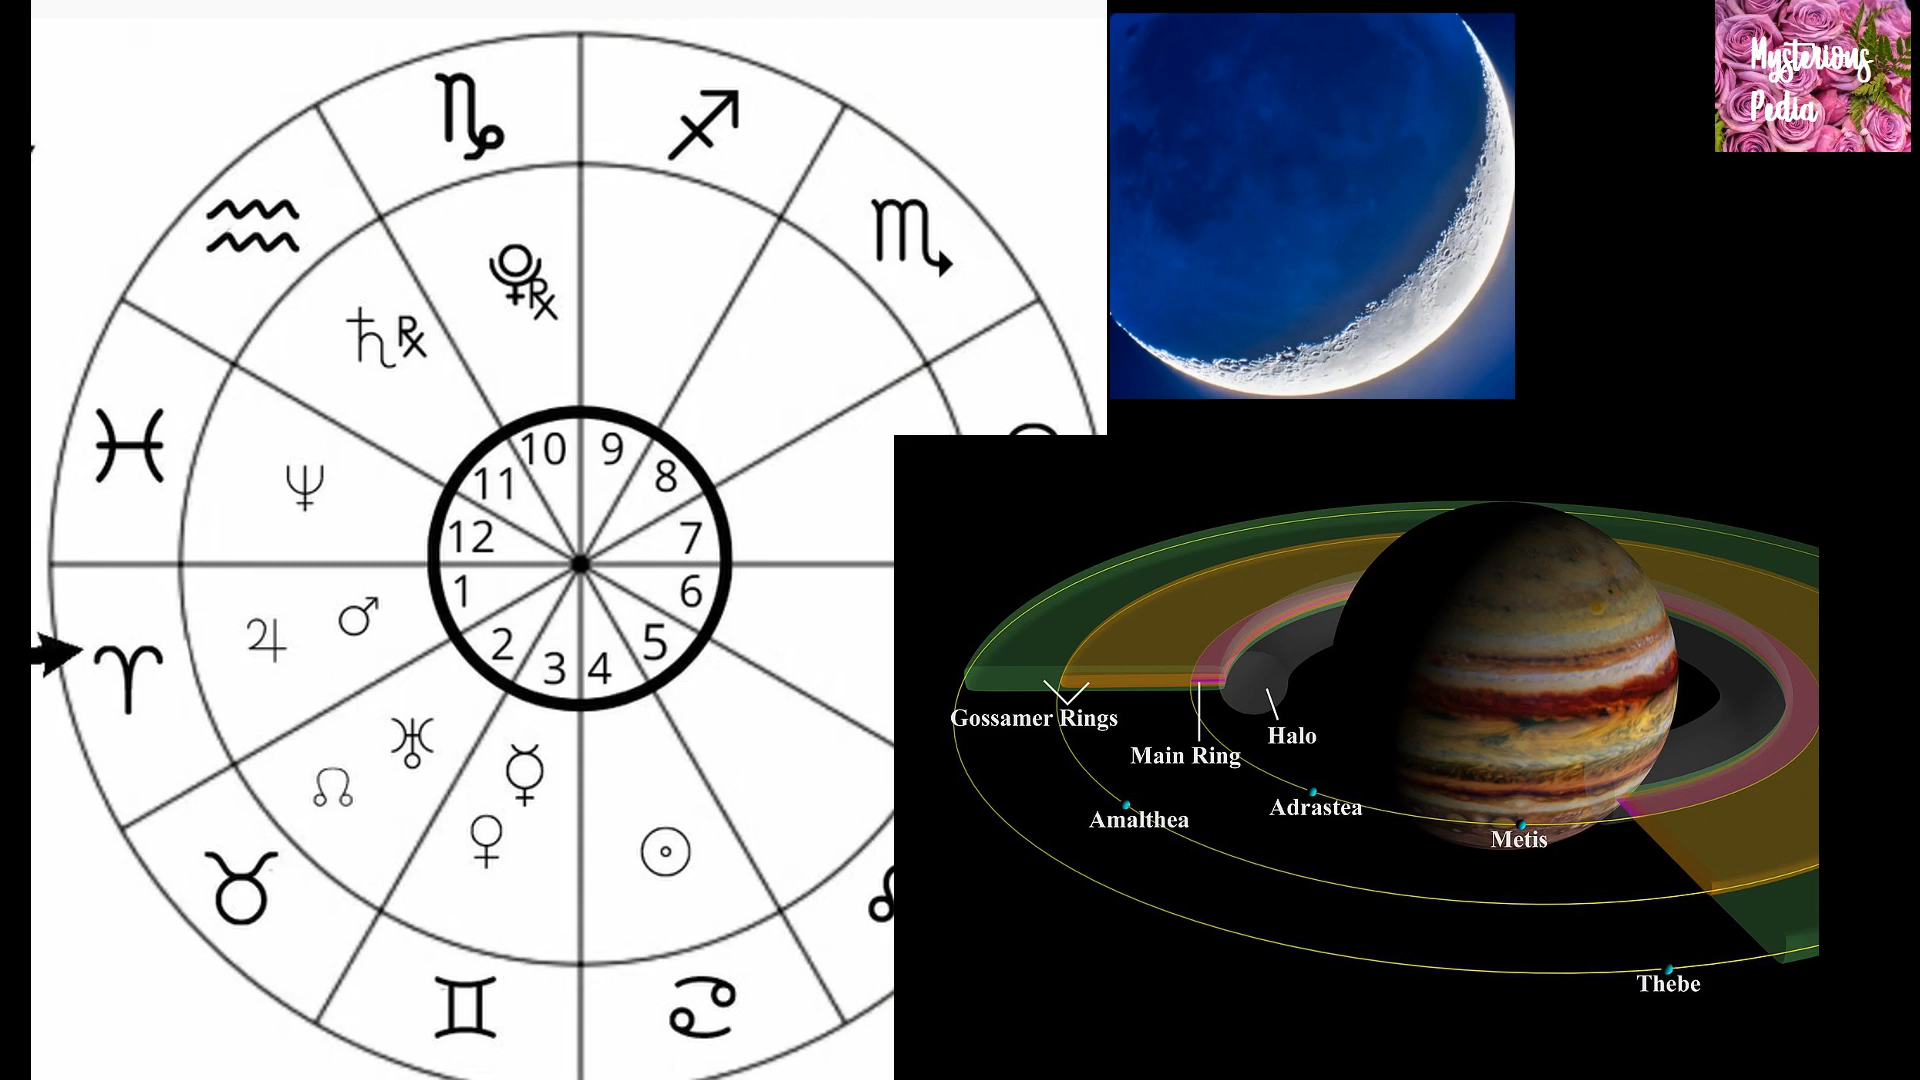 Mysterious
Pedia
♑ ♐
♒ ♏
♇℞
♄℞
♓
♆
10 9
11 8
12 7
1 6
2 5
3 4
♃ ♂
♈
♅
☊
☿
♀ ☉
♉ ♌
♊ ♋
Gossamer Rings
Halo
Main Ring
Adrastea
Amalthea
Metis
Thebe